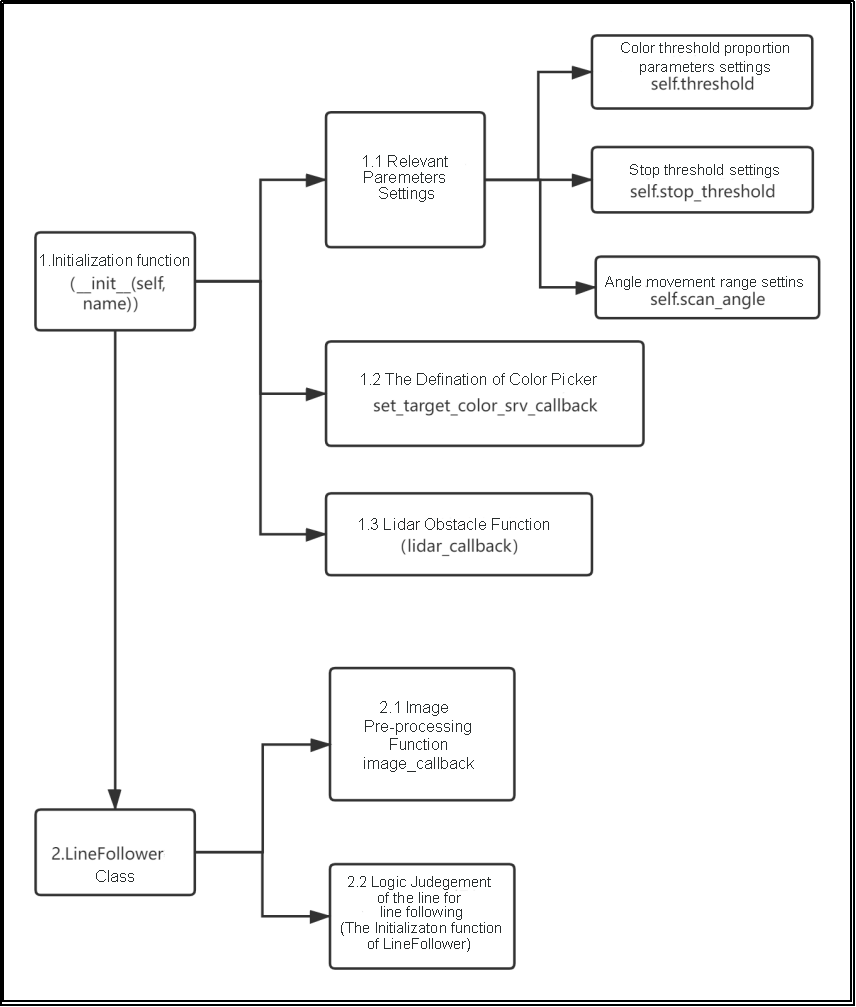 Color threshold proportion
parameters settings
self.threshold
1.1 Relevant
Paremeters
Settings
Stop threshold settings
self.stop_threshold
1.Initialization function
(__init__(self,
name))
Angle movement range settins
self.scan_angle
1.2 The Defination of Color Picker
set_target_color_srv_callback
1.3 Lidar Obstacle Function
(lidar_callback)
2.1 Image
Pre-processing
Function
image_callback
2.LineFollower
Class
2.2 Logic Judegement
of the line for
line following
(The Initializaton function
of LineFollower)